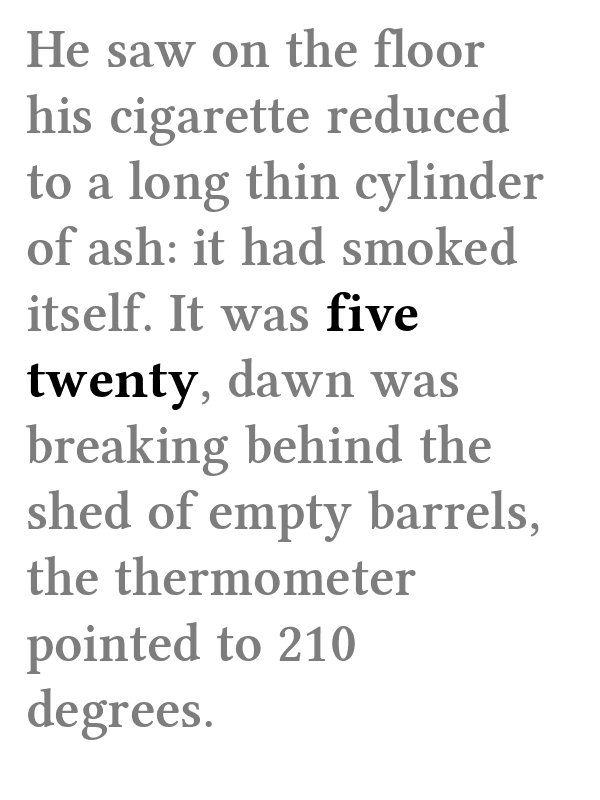 He saw on the floor
his cigarette reduced
to a long thin cylinder
of ash: it had smoked
itself. It was five
twenty, dawn was
breaking behind the
shed of empty barrels,
the thermometer
pointed to 210
degrees.